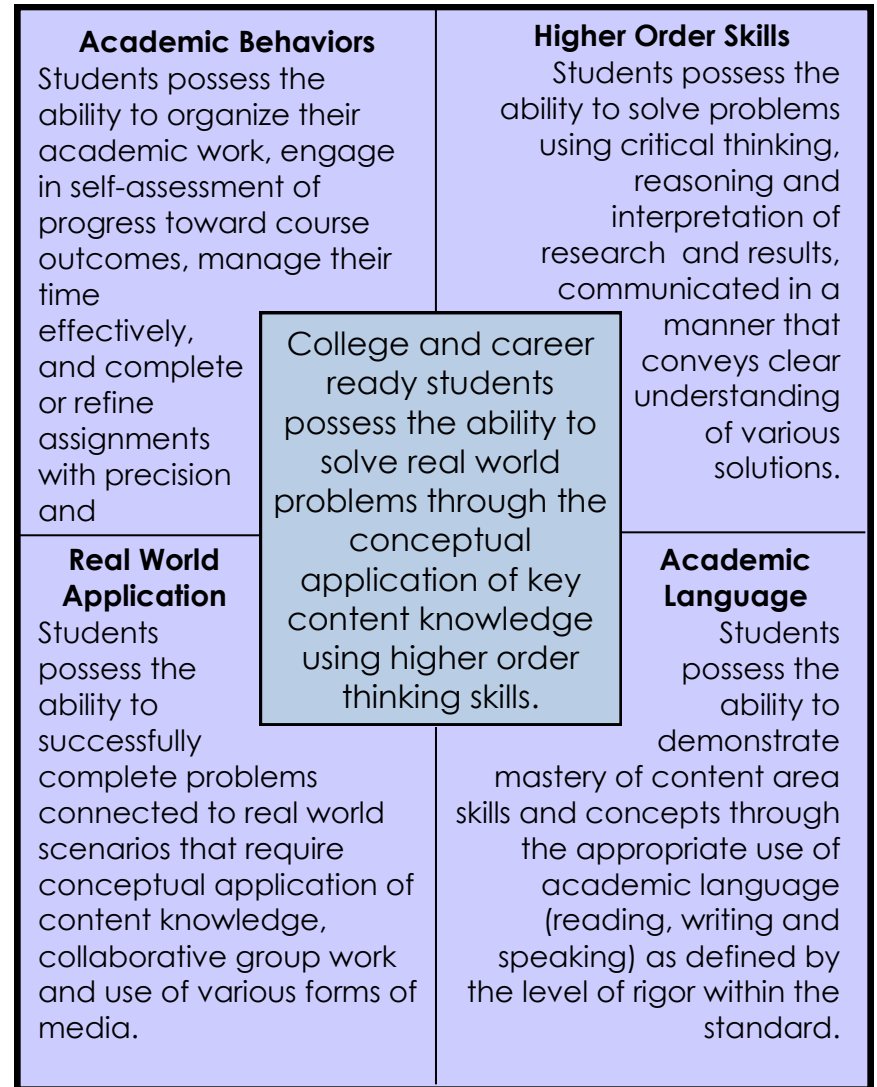 Academic Behaviors
Students possess the
ability to organize their
academic work, engage
in self-assessment of
progress toward course
outcomes, manage their
time
effectively,
and complete
or refine
assignments
with precision
and
Higher Order Skills
Students possess the
ability to solve problems
using critical thinking,
reasoning and
interpretation of
research and results,
communicated in a
manner that
conveys clear
understanding
of various
solutions.
College and career
ready students
possess the ability to
solve real world
problems through the
conceptual
application of key
content knowledge
using higher order
thinking skills.
Real World
Application
Students
possess the
ability to
successfully
complete problems
connected to real world
scenarios that require
conceptual application of
content knowledge,
collaborative group work
and use of various forms of
media.
Academic
Language
Students
possess the
ability to
demonstrate
mastery of content area
skills and concepts through
the appropriate use of
academic language
(reading, writing and
speaking) as defined by
the level of rigor within the
standard.